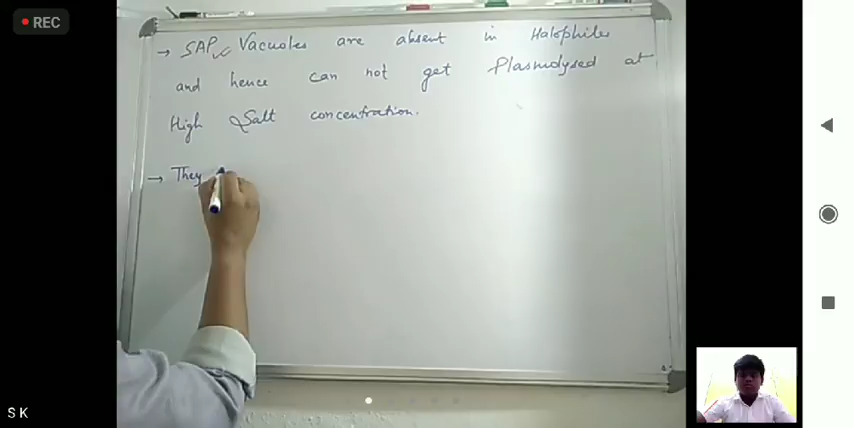 REC
→ SAP Vacuoles are absent in Halophiles
and hence can not get Plasmolysed at
High Salt concentration.
→ They
S K